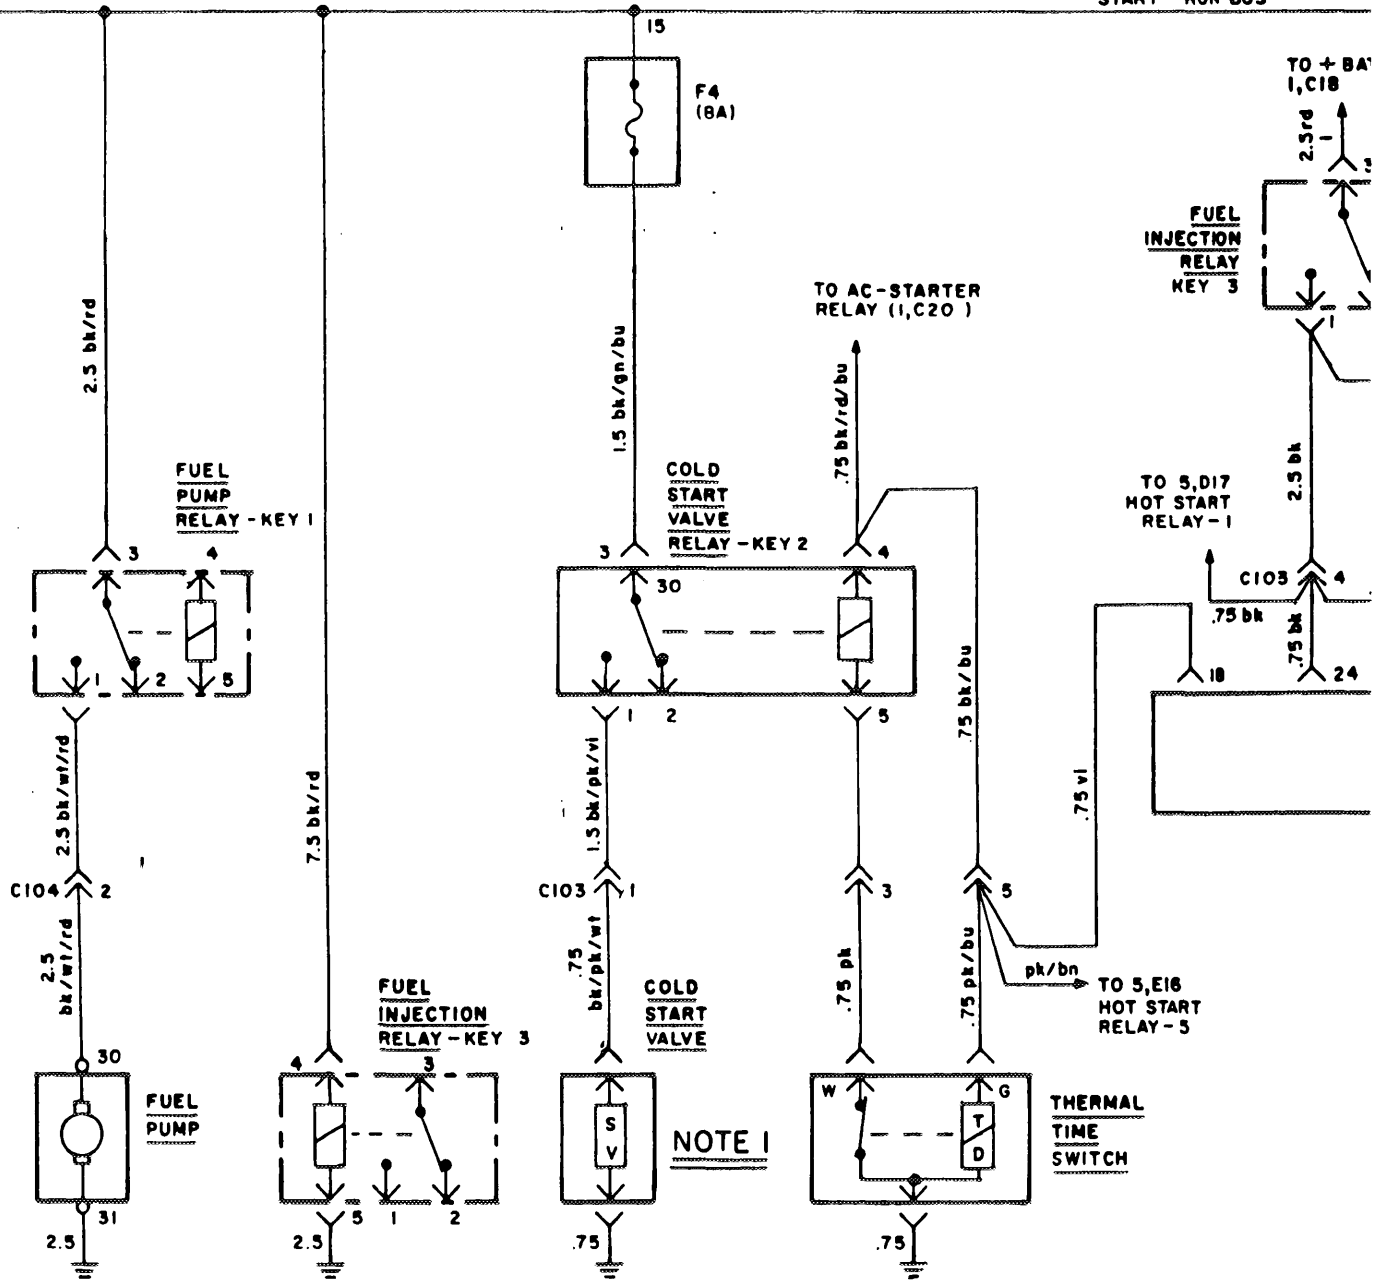 START - RUN BUS
15
F4
(8A)
TO + BAT
1,C18
2.5 rd
FUEL
INJECTION
RELAY
KEY 3
1
2.5 bk/rd
1.5 bk/gn/bu
TO AC-STARTER
RELAY (1,C20)
.75 bk/rd/bu
2.5 bk
TO 5,D17
HOT START
RELAY-1
FUEL
PUMP
RELAY - KEY 1
COLD
START
VALVE
RELAY - KEY 2
3
4
3
4
30
C103
4
.75 bk
.75 bk
18
24
1
2
5
1
2
5
2.5 bk/wt/rd
7.5 bk/rd
1.5 bk/pk/vi
.75 bk/bu
.75 vi
C104
2
C103
1
3
5
2.5
bk/wt/rd
.75
bk/pk/wt
.75 pk
.75 pk/bu
pk/bn
TO 5,E16
HOT START
RELAY-5
FUEL
INJECTION
RELAY - KEY 3
COLD
START
VALVE
30
4
3
W
G
FUEL
PUMP
S
V
NOTE 1
T
D
THERMAL
TIME
SWITCH
31
5
1
2
2.5
2.5
.75
.75